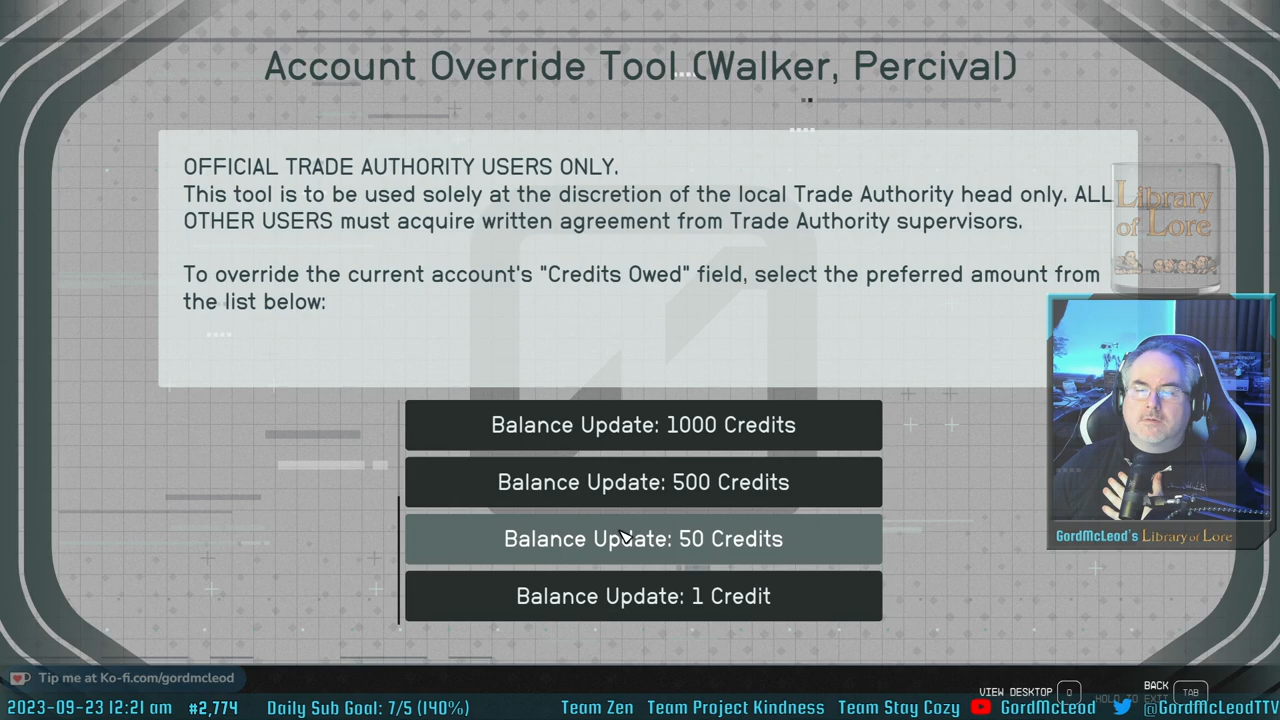 Account Override Tool (Walker, Percival)
OFFICIAL TRADE AUTHORITY USERS ONLY.
This tool is to be used solely at the discretion of the local Trade Authority head only. ALL
OTHER USERS must acquire written agreement from Trade Authority supervisors.
To override the current account's "Credits Owed" field, select the preferred amount from
the list below:
Library
of Lore
Balance Update: 1000 Credits
Balance Update: 500 Credits
Balance Update: 50 Credits
Balance Update: 1 Credit
GordMcLeod's Library of Lore
Tip me at Ko-fi.com/gordmcleod
VIEW DESKTOP Q
BACK TAB
HOLD TO EXIT
2023-09-23 12:21 am #2,774 Daily Sub Goal: 7/5 (140%) Team Zen Team Project Kindness Team Stay Cozy GordMcLeod @GordMcLeodTTV